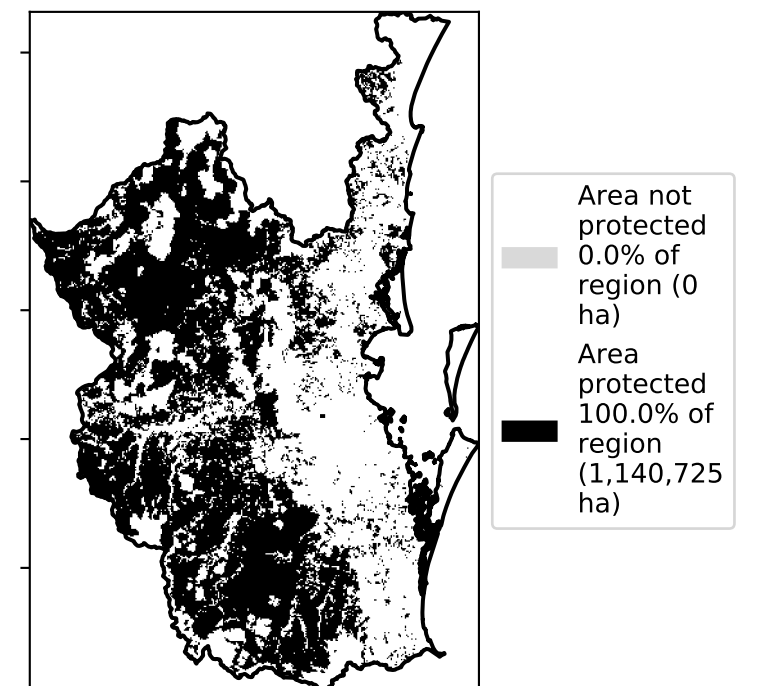 Area not
protected
0.0% of
region (0
ha)
Area
protected
100.0% of
region
(1,140,725
ha)